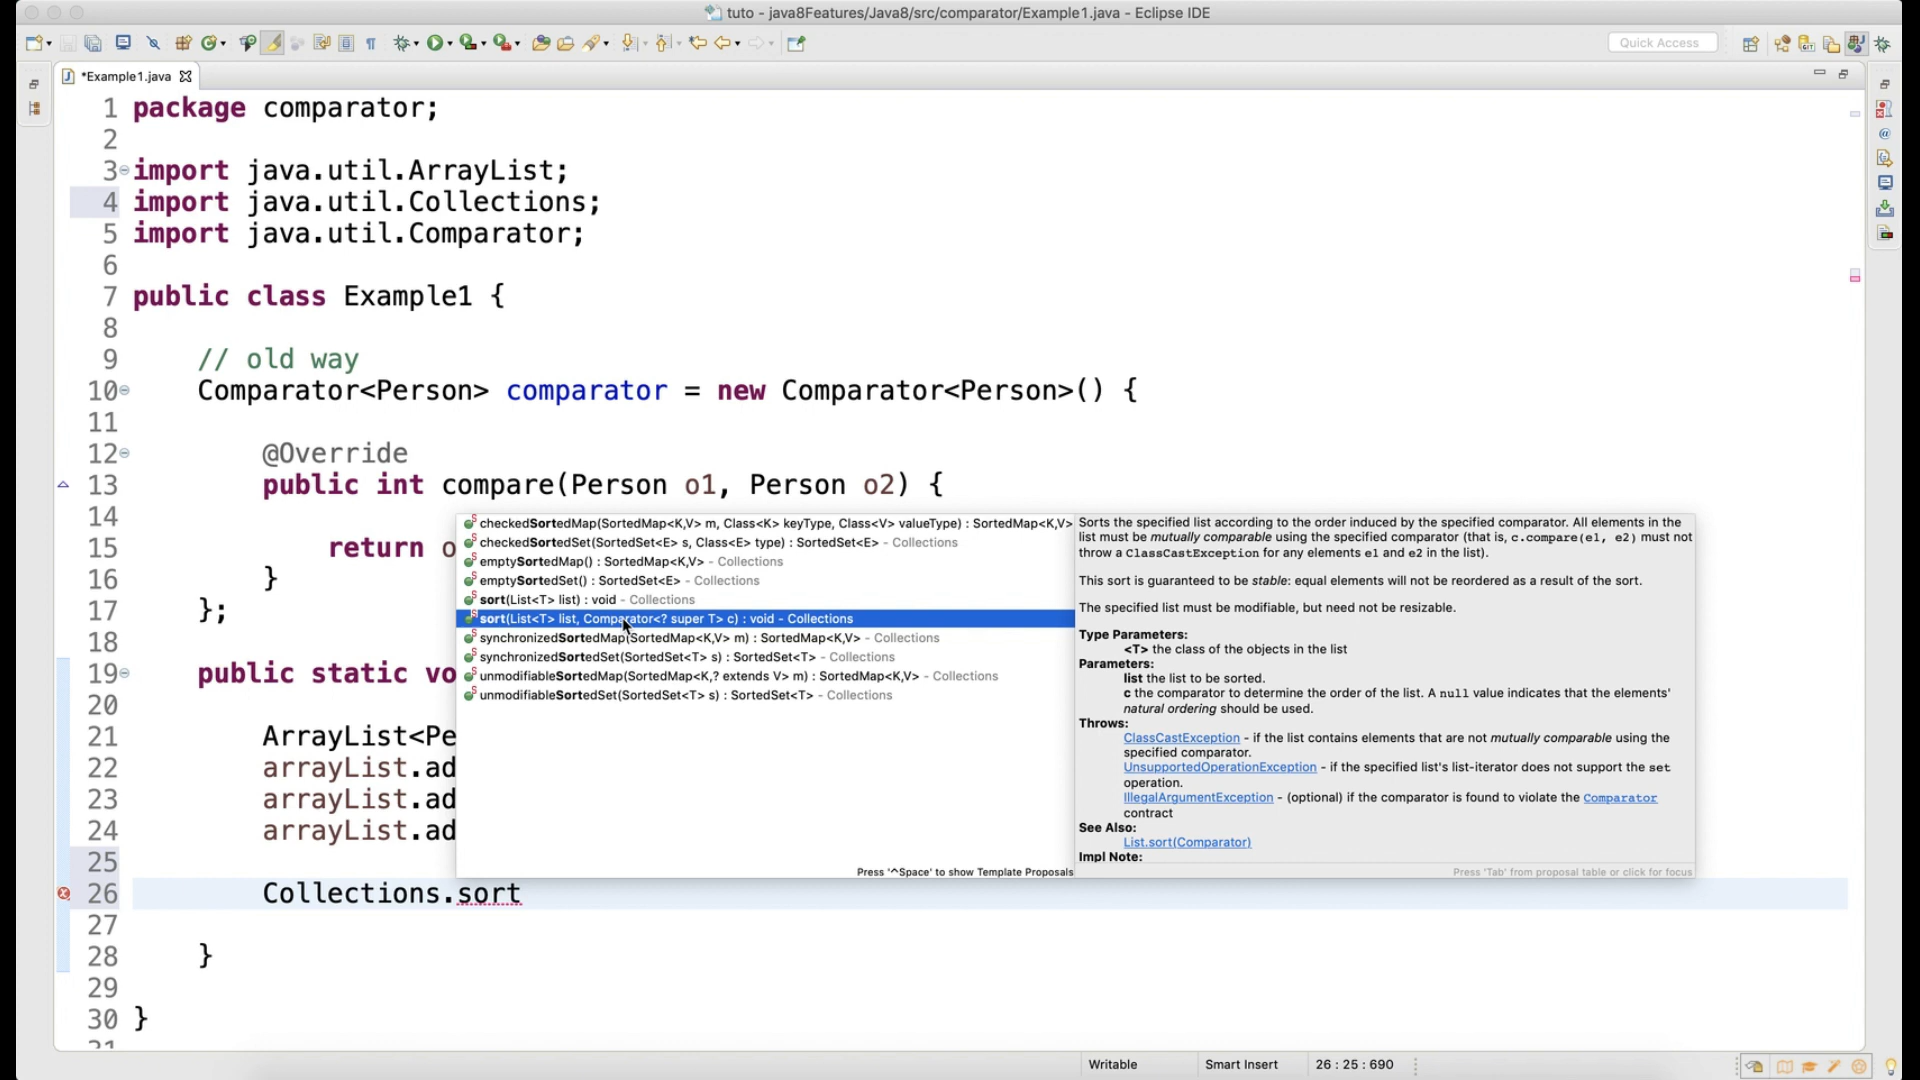 tuto - java8Features/Java8/src/comparator/Example1.java - Eclipse IDE
Quick Access
*Example1.java
1 package comparator;
2
3 import java.util.ArrayList;
4 import java.util.Collections;
5 import java.util.Comparator;
6
7 public class Example1 {
8
9 // old way
10 Comparator<Person> comparator = new Comparator<Person>() {
11
12 @Override
13 public int compare(Person o1, Person o2) {
14
15 return o
16 }
17 };
18
19 public static vo
20
21 ArrayList<Pe
22 arrayList.ad
23 arrayList.ad
24 arrayList.ad
25
26 Collections.sort
27
28 }
29
30 }
31
checkedSortedMap(SortedMap<K,V> m, Class<K> keyType, Class<V> valueType) : SortedMap<K,V>
checkedSortedSet(SortedSet<E> s, Class<E> type) : SortedSet<E> - Collections
emptySortedMap() : SortedMap<K,V> - Collections
emptySortedSet() : SortedSet<E> - Collections
sort(List<T> list) : void - Collections
sort(List<T> list, Comparator<? super T> c) : void - Collections
synchronizedSortedMap(SortedMap<K,V> m) : SortedMap<K,V> - Collections
synchronizedSortedSet(SortedSet<T> s) : SortedSet<T> - Collections
unmodifiableSortedMap(SortedMap<K,? extends V> m) : SortedMap<K,V> - Collections
unmodifiableSortedSet(SortedSet<T> s) : SortedSet<T> - Collections
Press '^Space' to show Template Proposals
Sorts the specified list according to the order induced by the specified comparator. All elements in the
list must be mutually comparable using the specified comparator (that is, c.compare(e1, e2) must not
throw a ClassCastException for any elements e1 and e2 in the list).
This sort is guaranteed to be stable: equal elements will not be reordered as a result of the sort.
The specified list must be modifiable, but need not be resizable.
Type Parameters:
<T> the class of the objects in the list
Parameters:
list the list to be sorted.
c the comparator to determine the order of the list. A null value indicates that the elements'
natural ordering should be used.
Throws:
ClassCastException - if the list contains elements that are not mutually comparable using the
specified comparator.
UnsupportedOperationException - if the specified list's list-iterator does not support the set
operation.
IllegalArgumentException - (optional) if the comparator is found to violate the Comparator
contract
See Also:
List.sort(Comparator)
Impl Note:
Press 'Tab' from proposal table or click for focus
Writable
Smart Insert
26 : 25 : 690